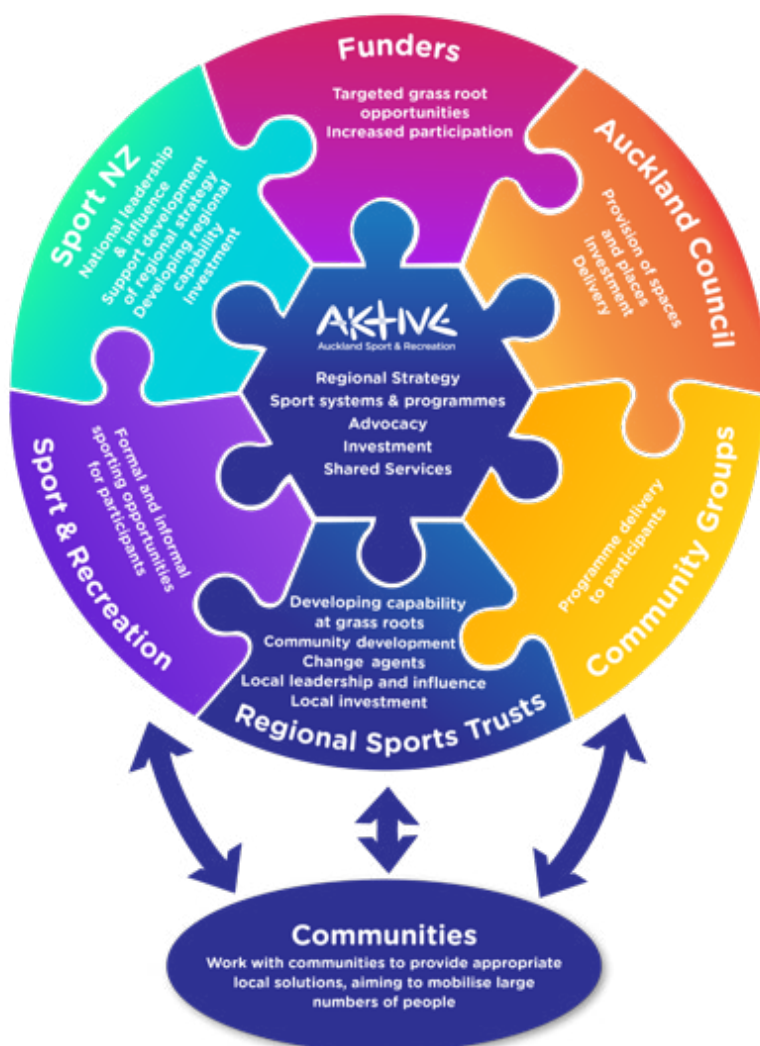 Funders
Targeted grass root
opportunities
Increased participation
Auckland Council
Provision of spaces
and places
Investment
Delivery
Community Groups
Programme delivery
to participants
Regional Sports Trusts
Developing capability
at grass roots
Community development
Change agents
Local leadership and influence
Local investment
Sport & Recreation
Formal and informal
sporting opportunities
for participants
Sport NZ
National leadership
& influence
Support development
of regional strategy
Developing regional
capability
Investment
AKTIVE
Auckland Sport & Recreation
Regional Strategy
Sport systems & programmes
Advocacy
Investment
Shared Services
Communities
Work with communities to provide appropriate
local solutions, aiming to mobilise large
numbers of people